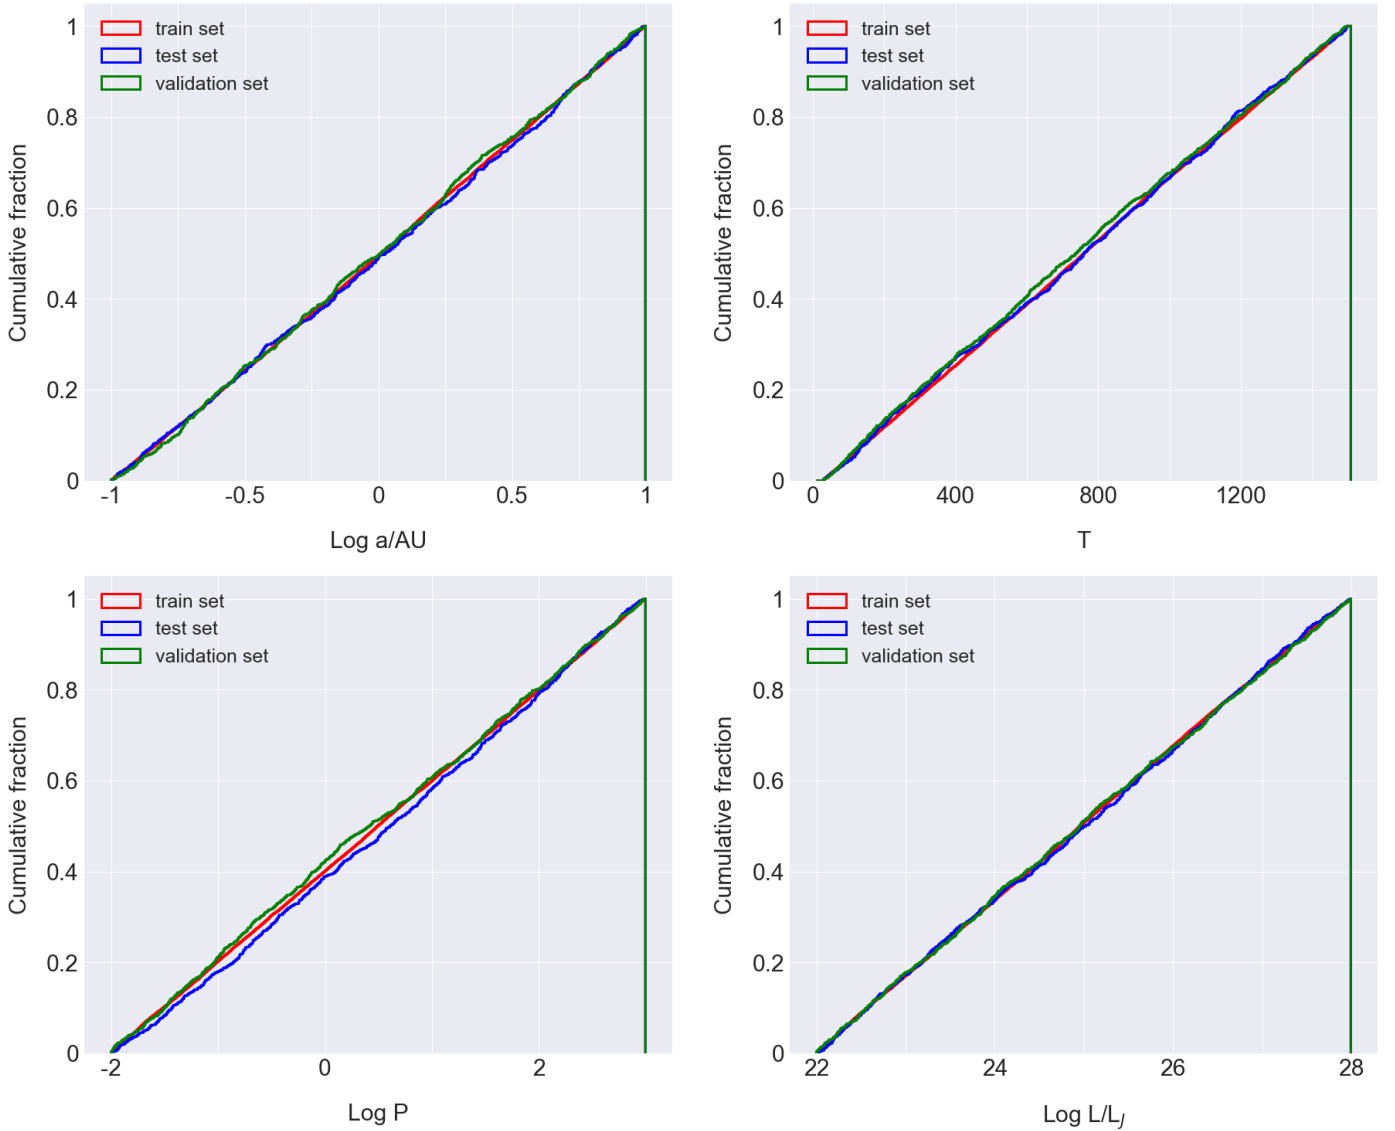 train set
test set
validation set
1
0.8
0.6
0.4
0.2
0
Cumulative fraction
-1
-0.5
0
0.5
1
Log a/AU
train set
test set
validation set
1
0.8
0.6
0.4
0.2
0
Cumulative fraction
0
400
800
1200
T
train set
test set
validation set
1
0.8
0.6
0.4
0.2
0
Cumulative fraction
-2
0
2
Log P
train set
test set
validation set
1
0.8
0.6
0.4
0.2
0
Cumulative fraction
22
24
26
28
Log L/L_J